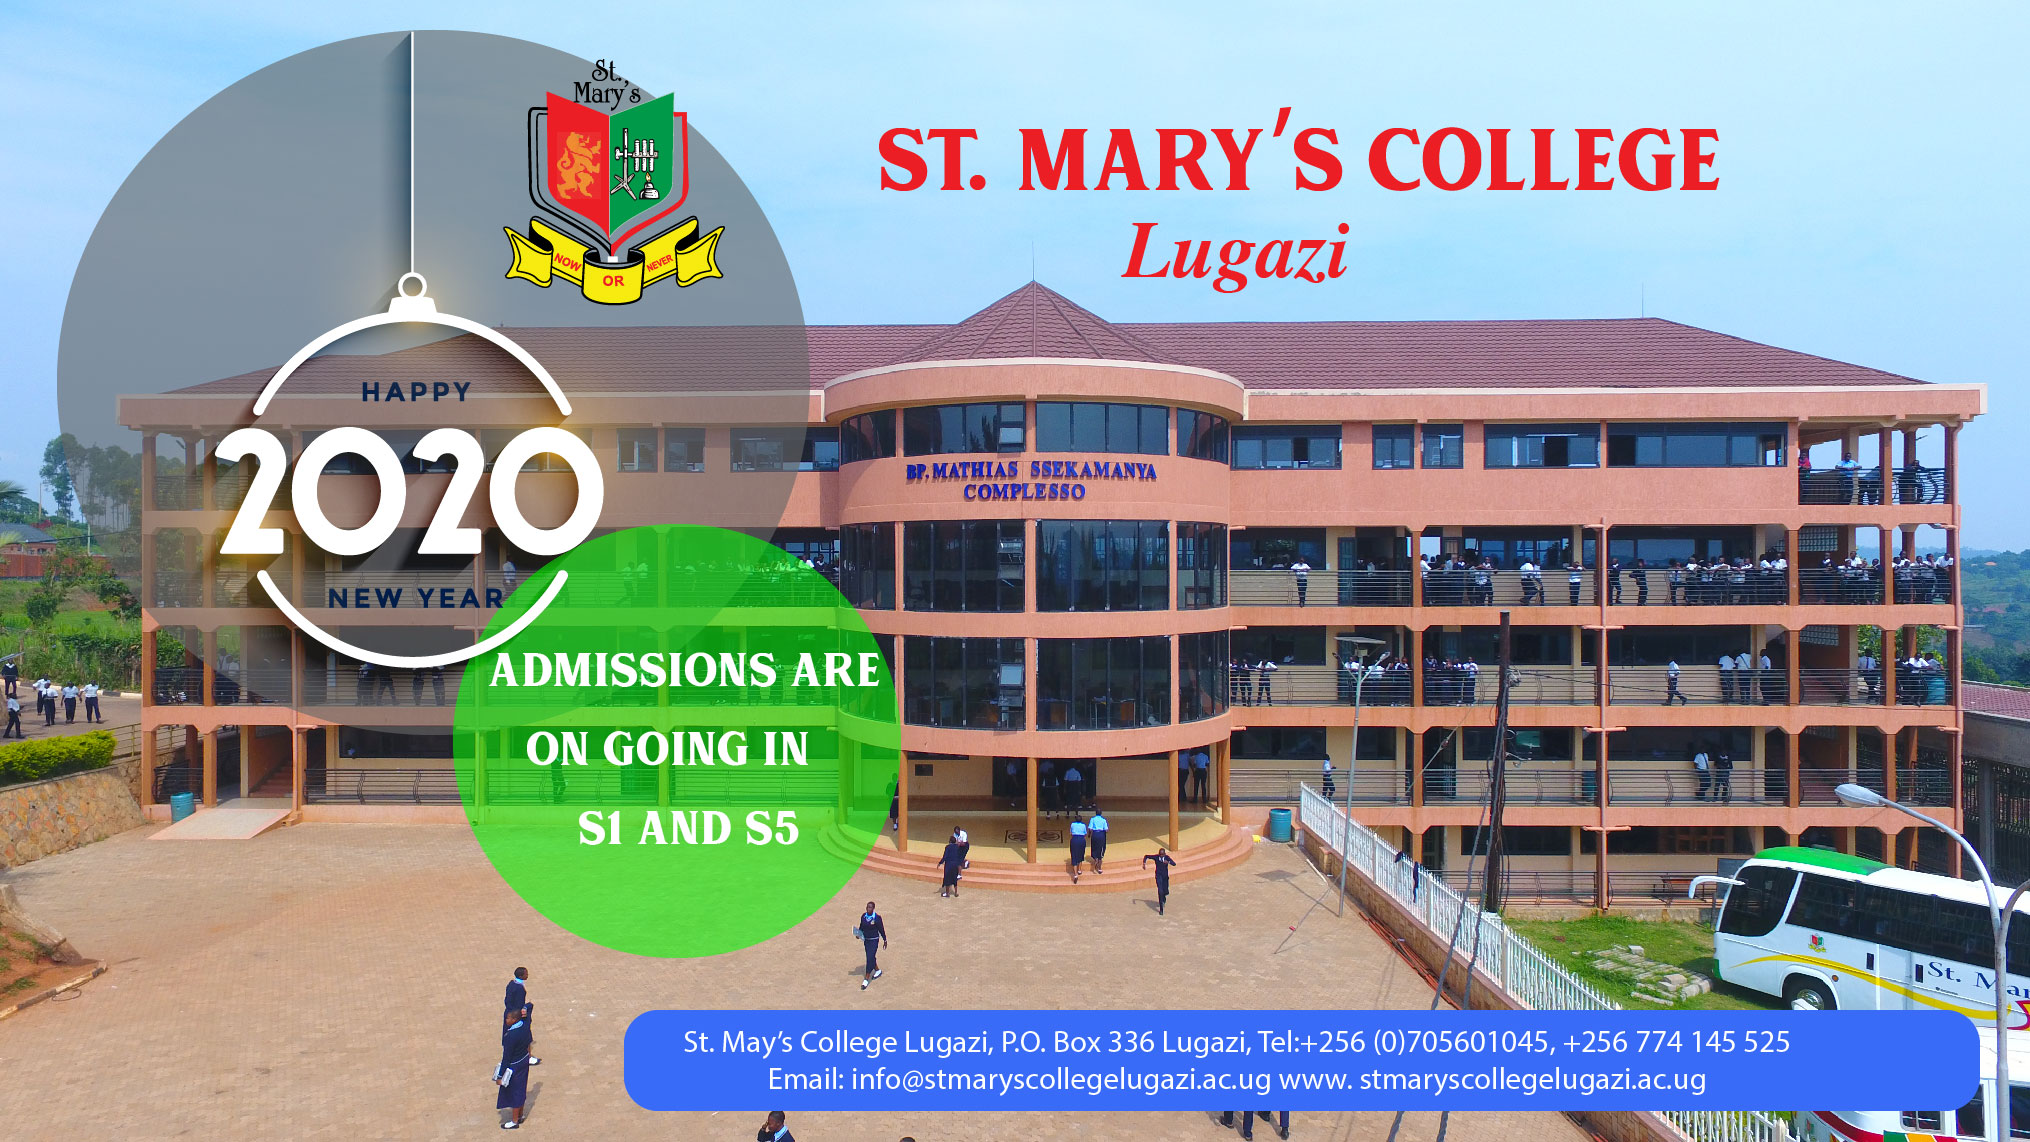 St.,
Mary's
NOW
OR
NEVER
ST. MARY'S COLLEGE
Lugazi
HAPPY
2020
NEW YEAR
BP. MATHIAS SSEKAMANYA
COMPLESSO
ADMISSIONS ARE
ON GOING IN
S1 AND S5
St. Mar
St. May's College Lugazi, P.O. Box 336 Lugazi, Tel:+256 (0)705601045, +256 774 145 525
Email: info@stmaryscollegelugazi.ac.ug www. stmaryscollegelugazi.ac.ug